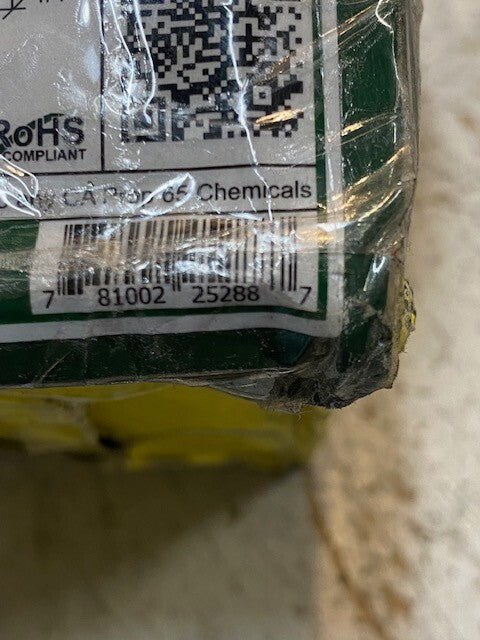 RoHS
COMPLIANT
CA Prop 65 Chemicals
7 81002 25288 7